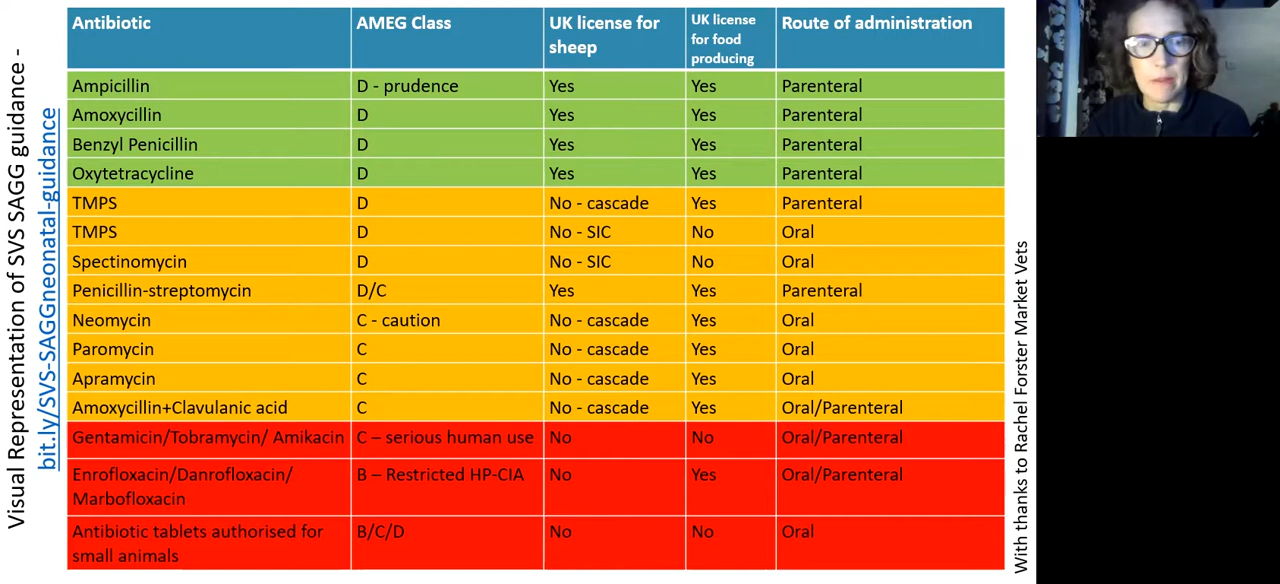 Visual Representation of SVS SAGG guidance -
bit.ly/SVS-SAGGneonatal-guidance
Antibiotic AMEG Class UK license for sheep UK license for food producing Route of administration
Ampicillin D - prudence Yes Yes Parenteral
Amoxycillin D Yes Yes Parenteral
Benzyl Penicillin D Yes Yes Parenteral
Oxytetracycline D Yes Yes Parenteral
TMPS D No - cascade Yes Parenteral
TMPS D No - SIC No Oral
Spectinomycin D No - SIC No Oral
Penicillin-streptomycin D/C Yes Yes Parenteral
Neomycin C - caution No - cascade Yes Oral
Paromycin C No - cascade Yes Oral
Apramycin C No - cascade Yes Oral
Amoxycillin+Clavulanic acid C No - cascade Yes Oral/Parenteral
Gentamicin/Tobramycin/ Amikacin C – serious human use No No Oral/Parenteral
Enrofloxacin/Danrofloxacin/ B – Restricted HP-CIA No Yes Oral/Parenteral
Marbofloxacin
Antibiotic tablets authorised for B/C/D No No Oral
small animals
With thanks to Rachel Forster Market Vets